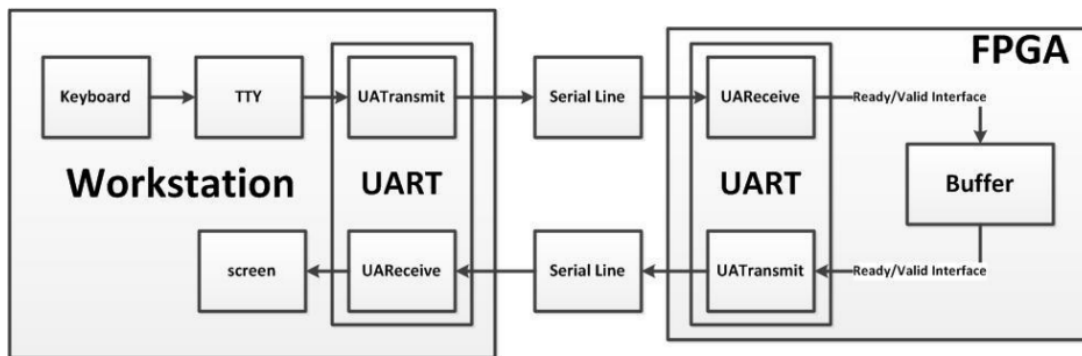 FPGA
Keyboard
TTY
UATransmit
Serial Line
UAReceive
Ready/Valid Interface
Workstation
UART
UART
Buffer
screen
UAReceive
Serial Line
UATransmit
Ready/Valid Interface